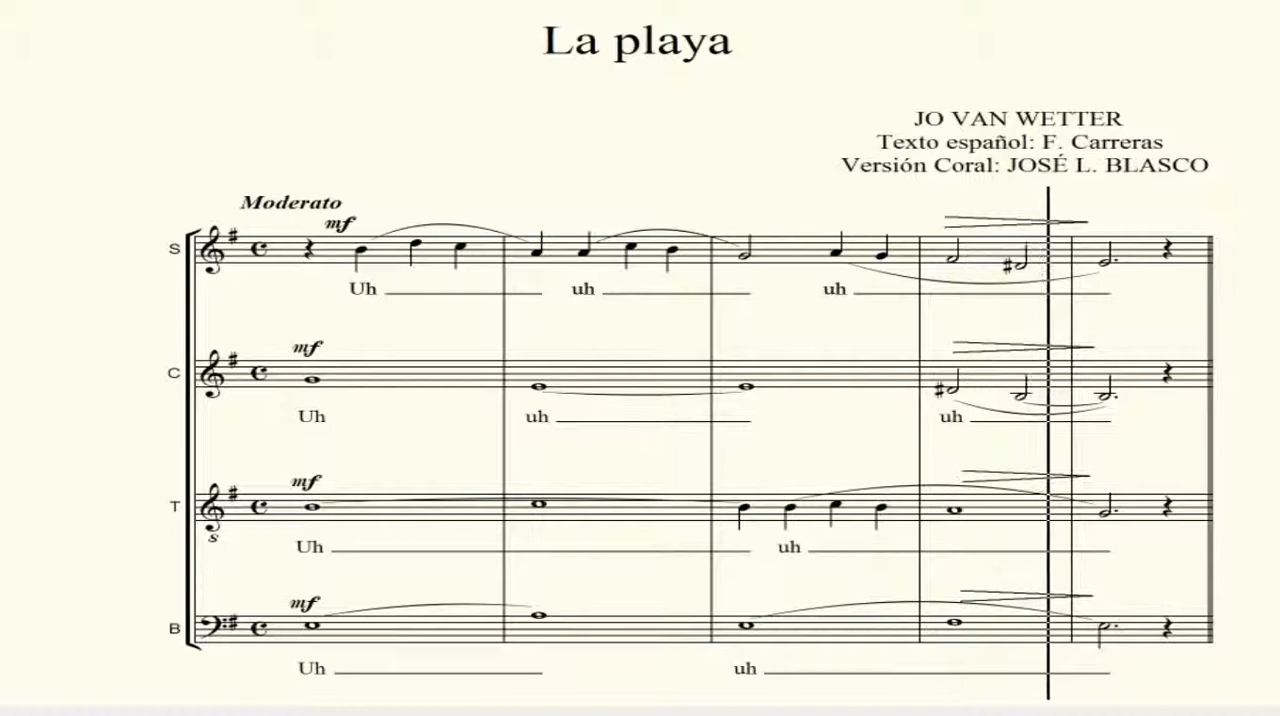 La playa
JO VAN WETTER
Texto español: F. Carreras
Versión Coral: JOSÉ L. BLASCO
Moderato
mf
S
Uh uh uh
mf
C
Uh uh uh
mf
T
8
Uh uh
mf
B
Uh uh